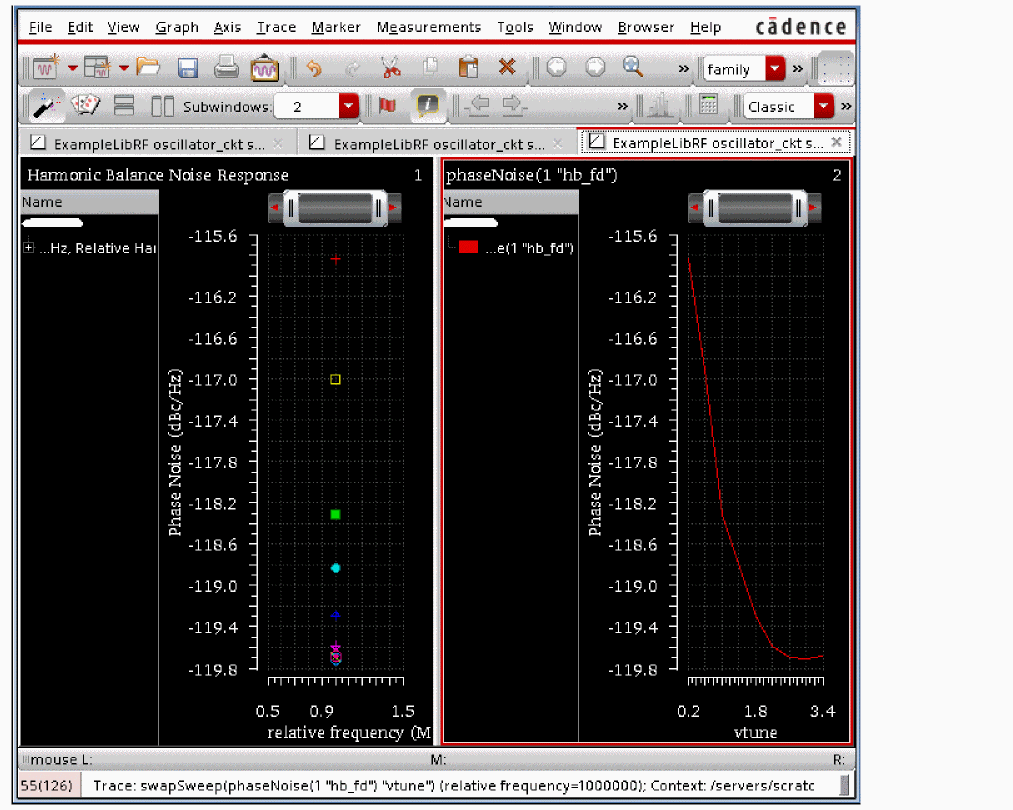 File Edit View Graph Axis Trace Marker Measurements Tools Window Browser Help cādence
» family »
Subwindows: 2 » Classic »
ExampleLibRF oscillator_ckt s... ExampleLibRF oscillator_ckt s... ExampleLibRF oscillator_ckt s...
Harmonic Balance Noise Response 1
Name
...Hz, Relative Har
Phase Noise (dBc/Hz)
-115.6
-116.2
-116.6
-117.0
-117.4
-117.8
-118.2
-118.6
-119.0
-119.4
-119.8
0.5 0.9 1.5
relative frequency (M
phaseNoise(1 "hb_fd") 2
Name
...e(1 "hb_fd")
Phase Noise (dBc/Hz)
-115.6
-116.2
-116.6
-117.0
-117.4
-117.8
-118.2
-118.6
-119.0
-119.4
-119.8
0.2 1.8 3.4
vtune
mouse L: M: R:
55(126) Trace: swapSweep(phaseNoise(1 "hb_fd") "vtune") (relative frequency=1000000); Context: /servers/scratc